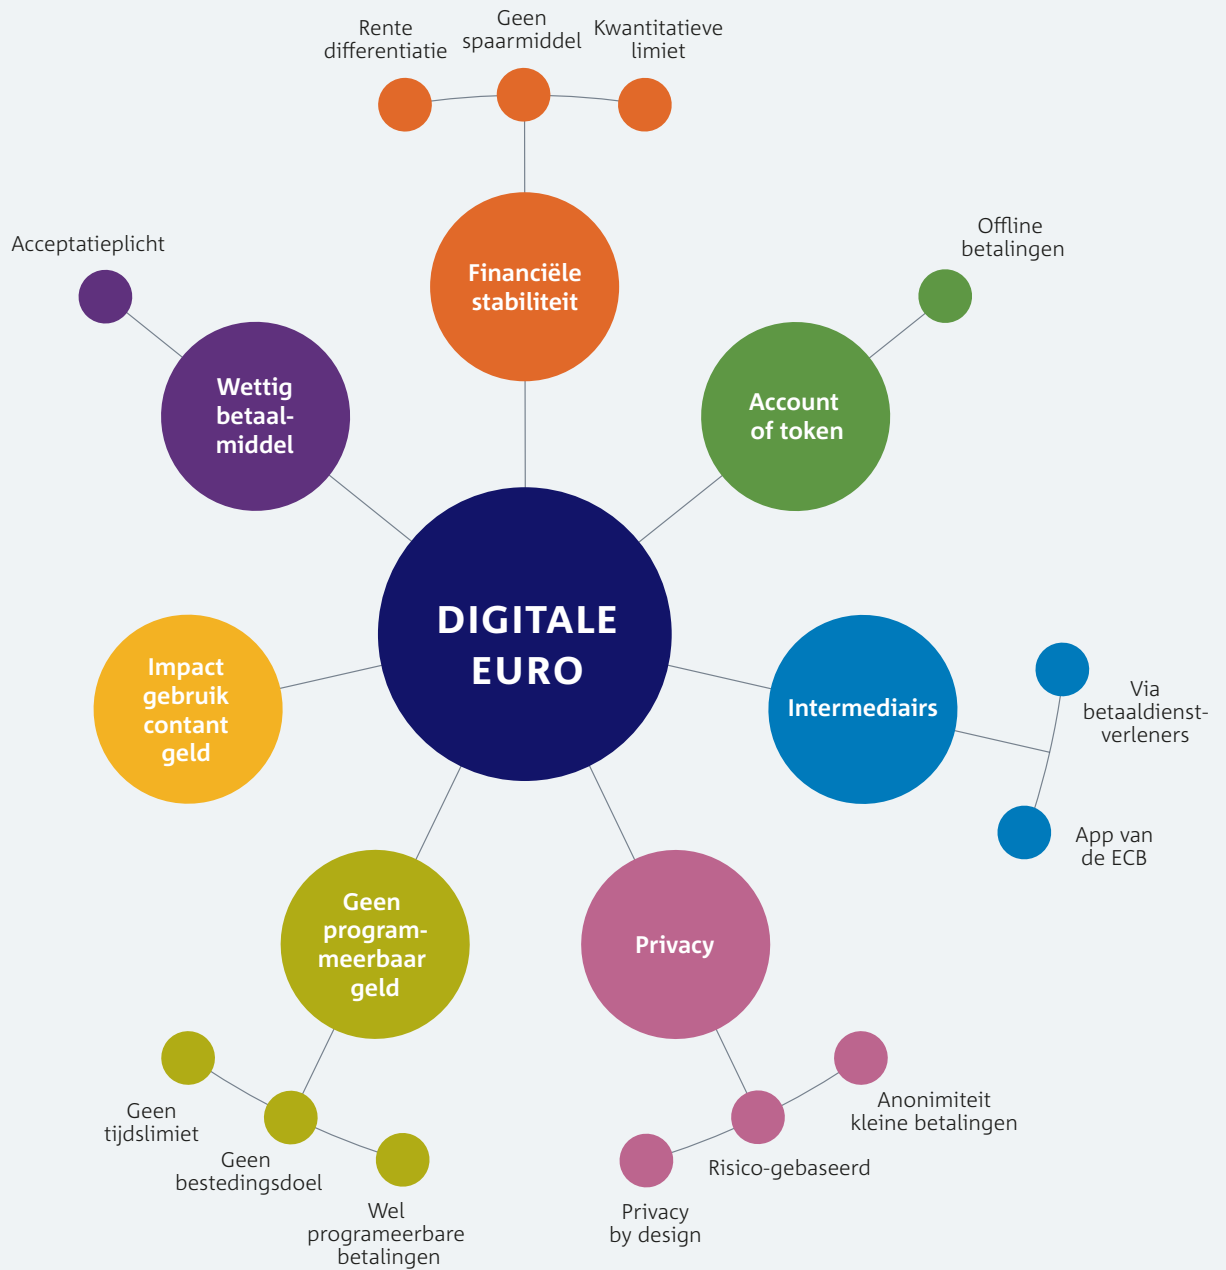 Rente
differentiatie
Geen
spaarmiddel
Kwantitatieve
limiet
Financiële
stabiliteit
Offline
betalingen
Account
of token
Acceptatieplicht
Wettig
betaal-
middel
DIGITALE
EURO
Impact
gebruik
contant
geld
Intermediairs
Via
betaaldienst-
verleners
App van
de ECB
Geen
program-
meerbaar
geld
Geen
tijdslimiet
Geen
bestedingsdoel
Wel
programeerbare
betalingen
Privacy
Anonimiteit
kleine betalingen
Risico-gebaseerd
Privacy
by design